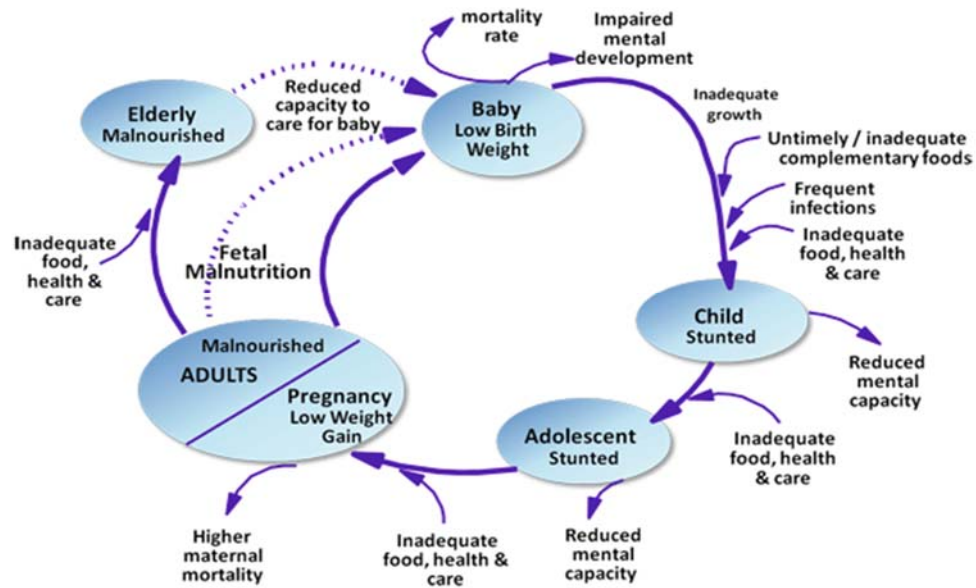 mortality
rate
Impaired
mental
development
Elderly
Malnourished
Reduced
capacity to
care for baby
Baby
Low Birth
Weight
Inadequate
growth
Untimely / inadequate
complementary foods
Frequent
infections
Inadequate
food, health
& care
Inadequate
food,
health &
care
Fetal
Malnutrition
Child
Stunted
Reduced
mental
capacity
Malnourished
ADULTS
Pregnancy
Low Weight
Gain
Adolescent
Stunted
Inadequate
food, health
& care
Higher
maternal
mortality
Inadequate
food, health &
care
Reduced
mental
capacity